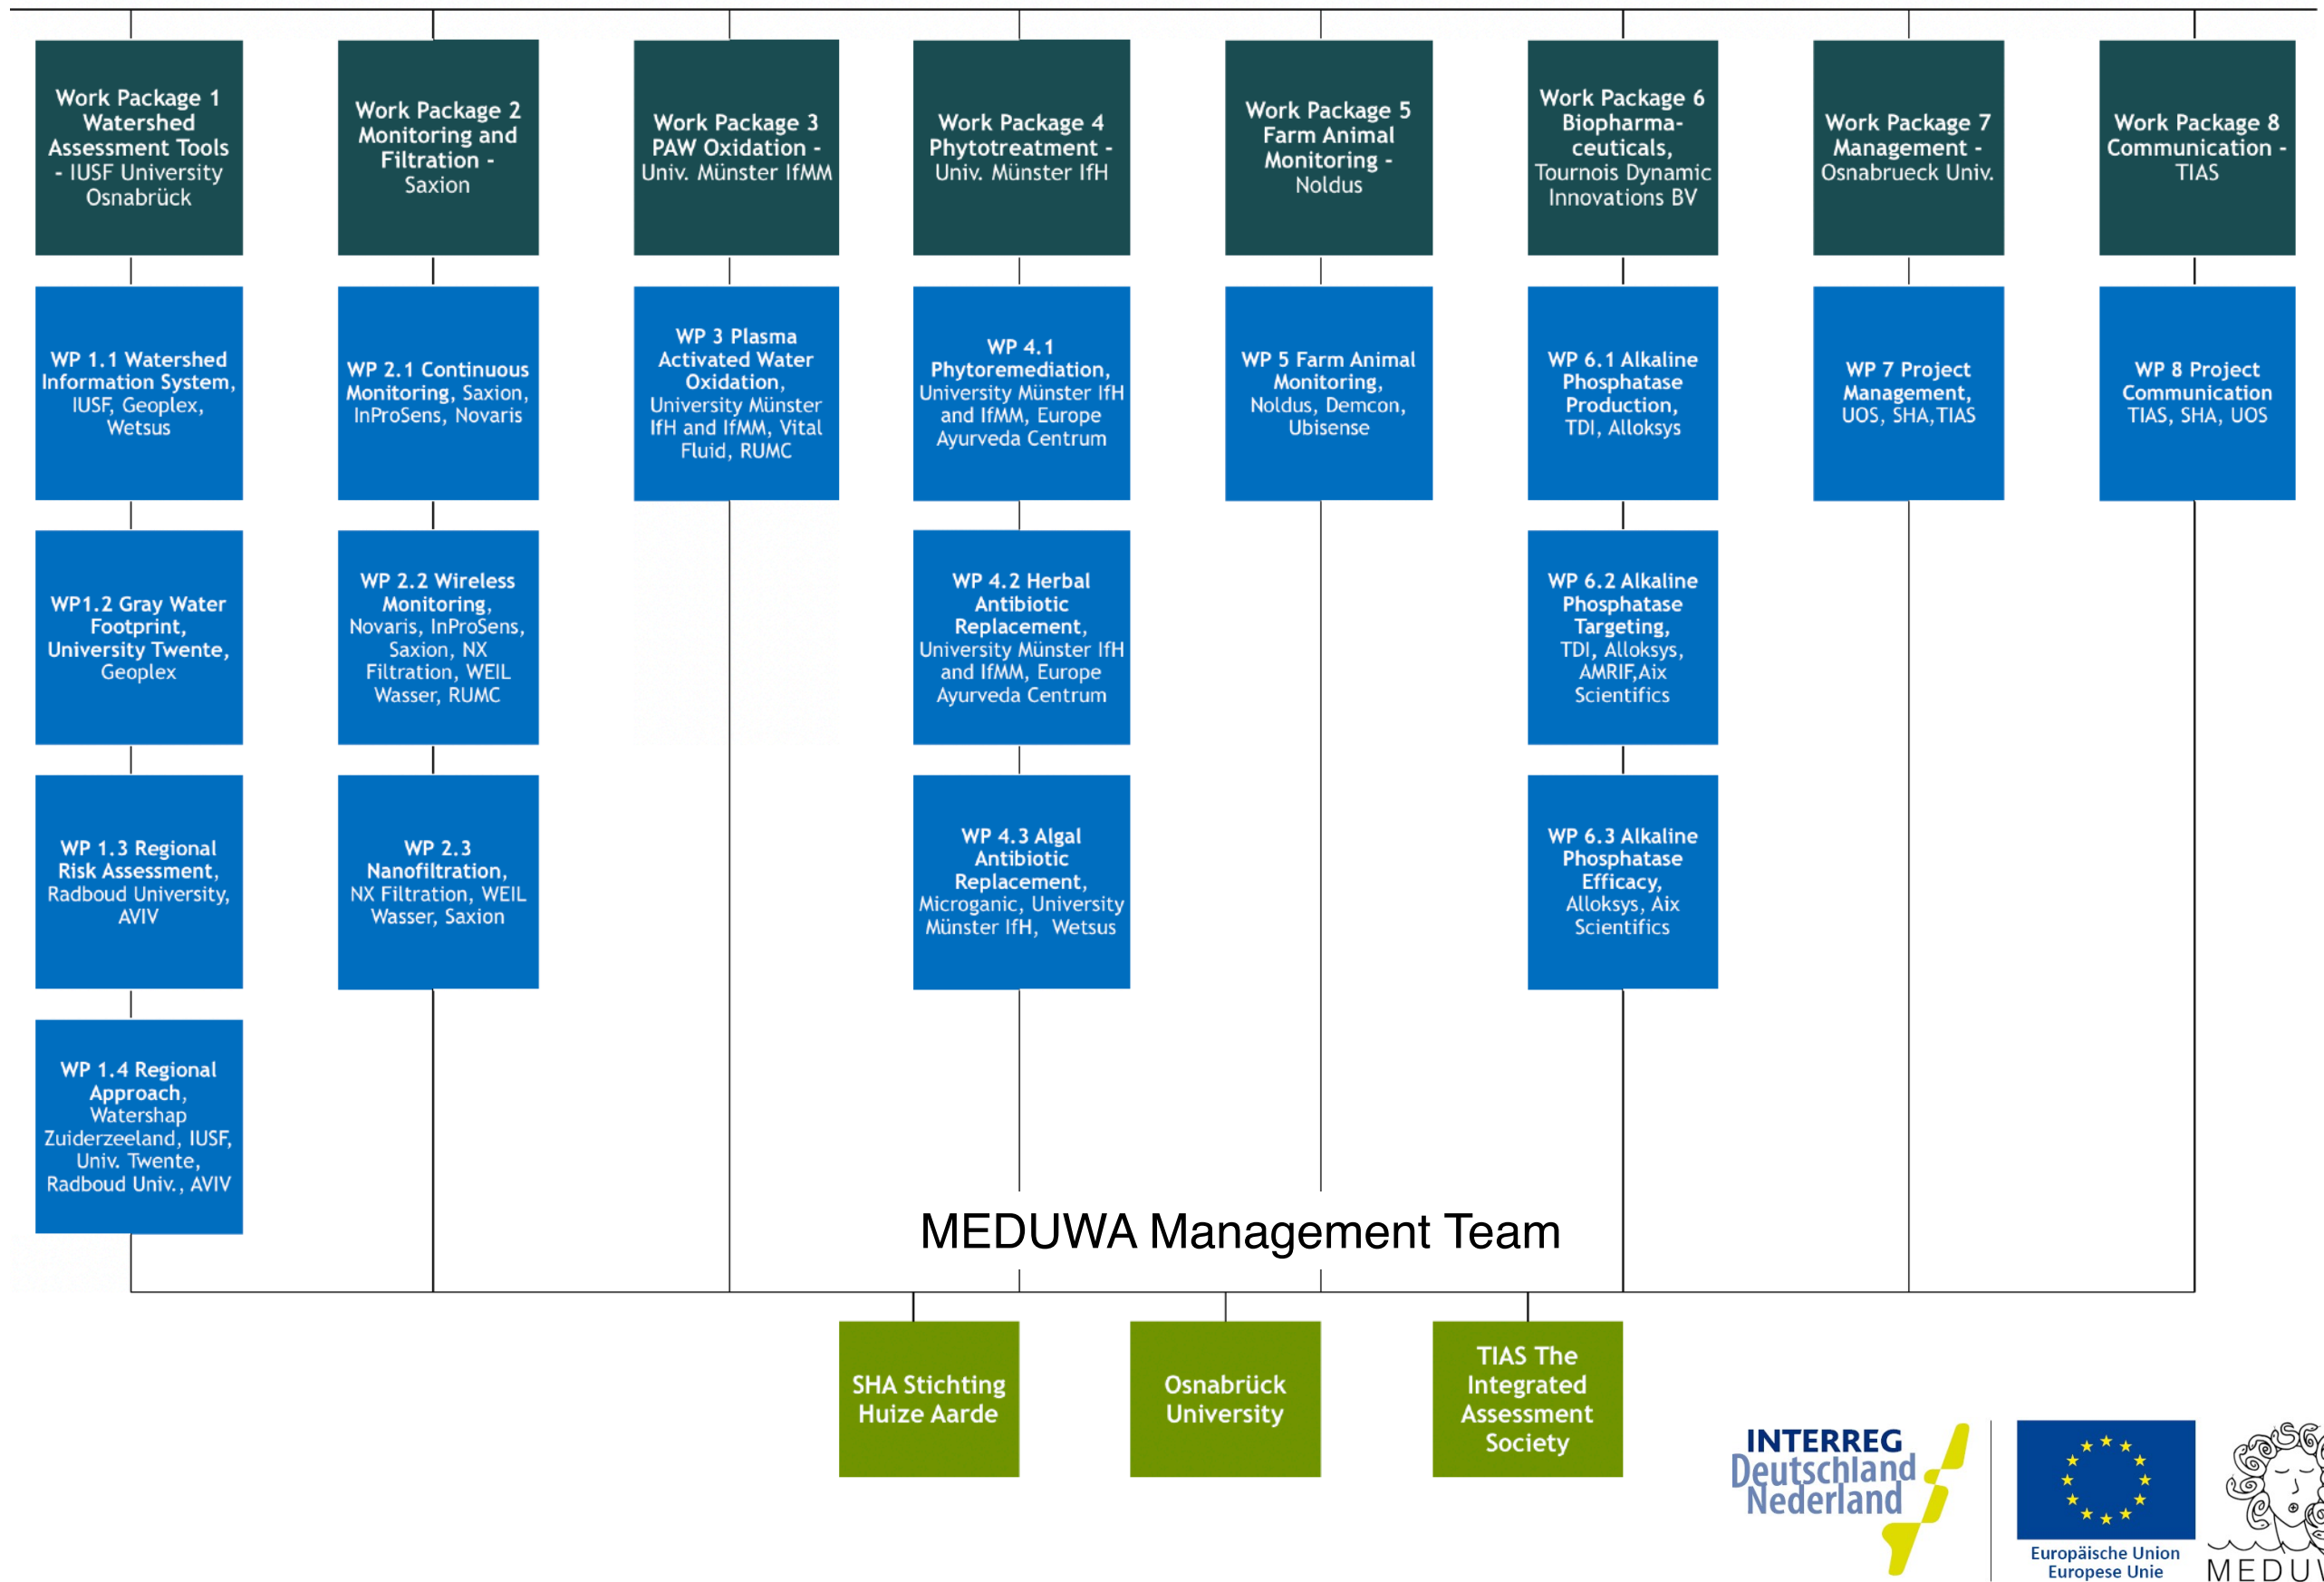 Work Package 1
Watershed
Assessment Tools
- IUSF University
Osnabrück
Work Package 2
Monitoring and
Filtration -
Saxion
Work Package 3
PAW Oxidation -
Univ. Münster IfMM
Work Package 4
Phytotreatment -
Univ. Münster IfH
Work Package 5
Farm Animal
Monitoring -
Noldus
Work Package 6
Biopharma-
ceuticals,
Tournois Dynamic
Innovations BV
Work Package 7
Management -
Osnabrueck Univ.
Work Package 8
Communication -
TIAS
WP 1.1 Watershed
Information System,
IUSF, Geoplex,
Wetsus
WP 2.1 Continuous
Monitoring, Saxion,
InProSens, Novaris
WP 3 Plasma
Activated Water
Oxidation,
University Münster
IfH and IfMM, Vital
Fluid, RUMC
WP 4.1
Phytoremediation,
University Münster IfH
and IfMM, Europe
Ayurveda Centrum
WP 5 Farm Animal
Monitoring,
Noldus, Demcon,
Ubisense
WP 6.1 Alkaline
Phosphatase
Production,
TDI, Alloksys
WP 7 Project
Management,
UOS, SHA,TIAS
WP 8 Project
Communication
TIAS, SHA, UOS
WP1.2 Gray Water
Footprint,
University Twente,
Geoplex
WP 2.2 Wireless
Monitoring,
Novaris, InProSens,
Saxion, NX
Filtration, WEIL
Wasser, RUMC
WP 4.2 Herbal
Antibiotic
Replacement,
University Münster IfH
and IfMM, Europe
Ayurveda Centrum
WP 6.2 Alkaline
Phosphatase
Targeting,
TDI, Alloksys,
AMRIF,Aix
Scientifics
WP 1.3 Regional
Risk Assessment,
Radboud University,
AVIV
WP 2.3
Nanofiltration,
NX Filtration, WEIL
Wasser, Saxion
WP 4.3 Algal
Antibiotic
Replacement,
Microganic, University
Münster IfH, Wetsus
WP 6.3 Alkaline
Phosphatase
Efficacy,
Alloksys, Aix
Scientifics
WP 1.4 Regional
Approach,
Watershap
Zuiderzeeland, IUSF,
Univ. Twente,
Radboud Univ., AVIV
MEDUWA Management Team
SHA Stichting
Huize Aarde
Osnabrück
University
TIAS The
Integrated
Assessment
Society
INTERREG
Deutschland
Nederland
Europäische Union
Europese Unie